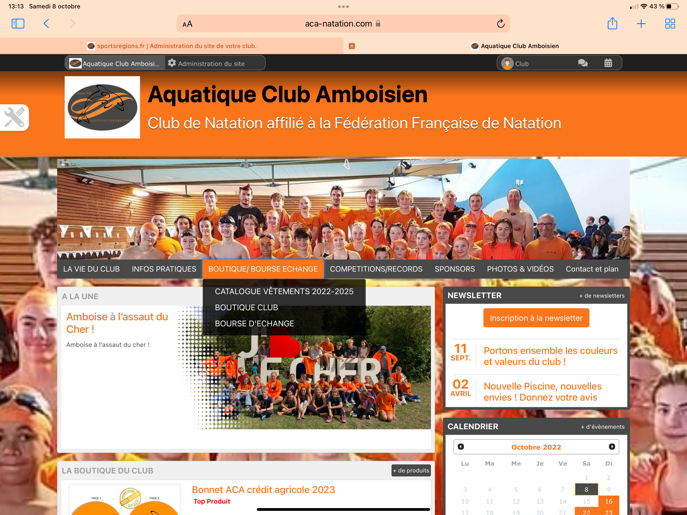 13:13 Samedi 8 octobre
43 %
AA
aca-natation.com
sportsregions.fr | Administration du site de votre club.
Aquatique Club Amboisien
Aquatique Club Amboisi...
Administration du site
Club
Aquatique Club Amboisien
Club de Natation affilié à la Fédération Française de Natation
LA VIE DU CLUB
INFOS PRATIQUES
BOUTIQUE/ BOURSE ECHANGE
COMPETITIONS/RECORDS
SPONSORS
PHOTOS & VIDÉOS
Contact et plan
CATALOGUE VÊTEMENTS 2022-2025
BOUTIQUE CLUB
BOURSE D'ECHANGE
A LA UNE
Amboise à l'assaut du
Cher !
Amboise à l'assaut du cher !
CHER
NEWSLETTER
+ de newsletters
Inscription à la newsletter
11
SEPT.
Portons ensemble les couleurs
et valeurs du club !
02
AVRIL
Nouvelle Piscine, nouvelles
envies ! Donnez votre avis
CALENDRIER
+ d'évènements
Octobre 2022
Lu Ma Me Je Ve Sa Di
1 2
3 4 5 6 7 8 9
10 11 12 13 14 15 16
17 18 19 20 21 22 23
LA BOUTIQUE DU CLUB
+ de produits
Bonnet ACA crédit agricole 2023
Top Produit